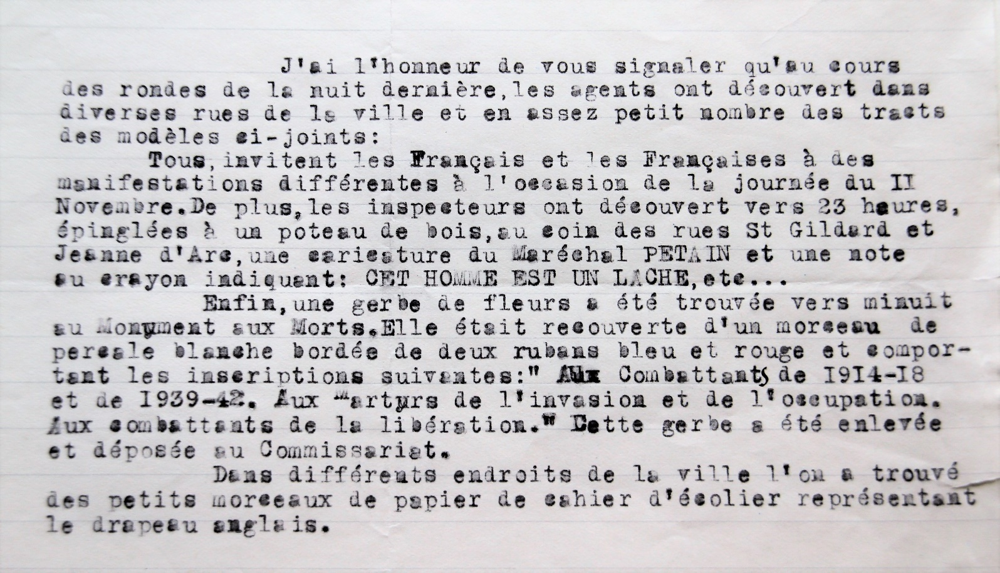 J'ai l'honneur de vous signaler qu'au cours
des rondes de la nuit dernière,les agents ont découvert dans
diverses rues de la ville et en assez petit nombre des tracts
des modèles ci-joints:
Tous,invitent les Français et les Françaises à des
manifestations différentes à l'occasion de la journée du II
Novembre.De plus,les inspecteurs ont découvert vers 23 heures,
épinglées à un poteau de bois,au coin des rues St Gildard et
Jeanne d'Arc,une caricature du Maréchal PETAIN et une note
au crayon indiquant: CET HOMME EST UN LACHE,etc...
Enfin,une gerbe de fleurs a été trouvée vers minuit
au Monument aux Morts.Elle était recouverte d'un morceau de
percale blanche bordée de deux rubans bleu et rouge et compor-
tant les inscriptions suivantes:" AUx Combattants de I9I4-I8
et de I939-42. Aux Martyrs de l'invasion et de l'occupation.
Aux combattants de la libération." Cette gerbe a été enlevée
et déposée au Commissariat.
Dans différents endroits de la ville l'on a trouvé
des petits morceaux de papier de cahier d'écolier représentant
le drapeau anglais.